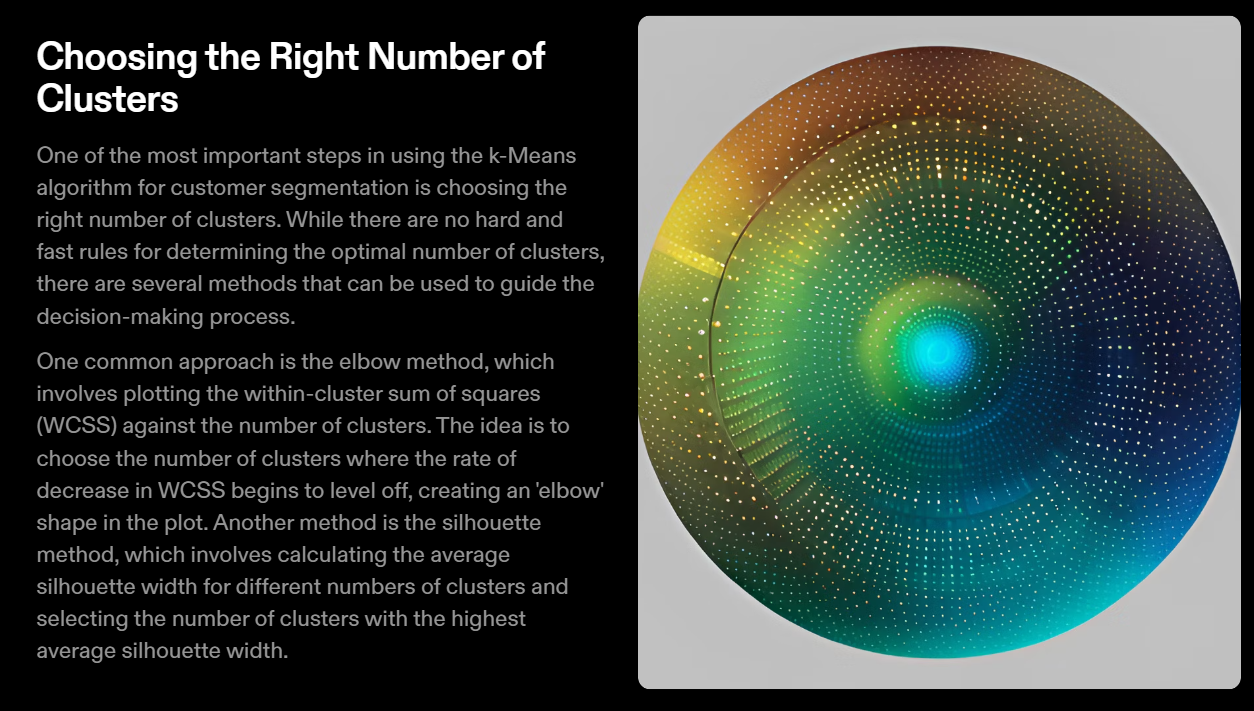 Choosing the Right Number of
Clusters
One of the most important steps in using the k-Means
algorithm for customer segmentation is choosing the
right number of clusters. While there are no hard and
fast rules for determining the optimal number of clusters,
there are several methods that can be used to guide the
decision-making process.
One common approach is the elbow method, which
involves plotting the within-cluster sum of squares
(WCSS) against the number of clusters. The idea is to
choose the number of clusters where the rate of
decrease in WCSS begins to level off, creating an 'elbow'
shape in the plot. Another method is the silhouette
method, which involves calculating the average
silhouette width for different numbers of clusters and
selecting the number of clusters with the highest
average silhouette width.